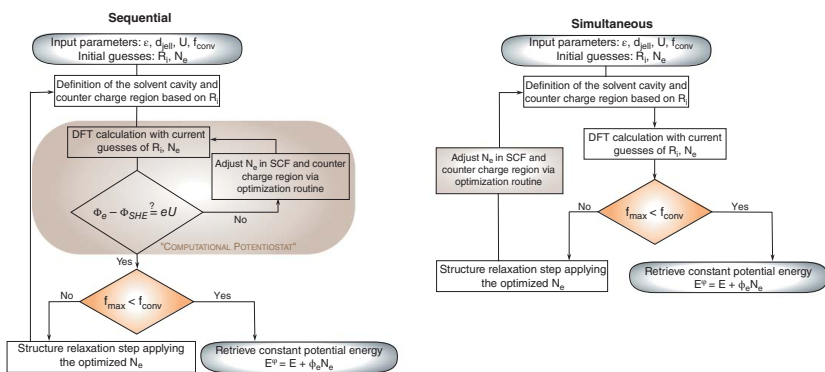 Sequential
Input parameters: ε, d_jell, U, f_conv
Initial guesses: R_i, N_e
Definition of the solvent cavity and
counter charge region based on R_i
DFT calculation with current
guesses of R_i, N_e
Adjust N_e in SCF and counter
charge region via
optimization routine
Φ_e − Φ_SHE ≟ eU
No
"COMPUTATIONAL POTENTIOSTAT"
Yes
f_max < f_conv
No
Yes
Structure relaxation step applying
the optimized N_e
Retrieve constant potential energy
E^φ = E + ϕ_e N_e
Simultaneous
Input parameters: ε, d_jell, U, f_conv
Initial guesses: R_i, N_e
Definition of the solvent cavity and
counter charge region based on R_i
DFT calculation with current
guesses of R_i, N_e
Adjust N_e in SCF and
counter charge region via
optimization routine
f_max < f_conv
No
Yes
Structure relaxation step applying
the optimized N_e
Retrieve constant potential energy
E^φ = E + ϕ_e N_e